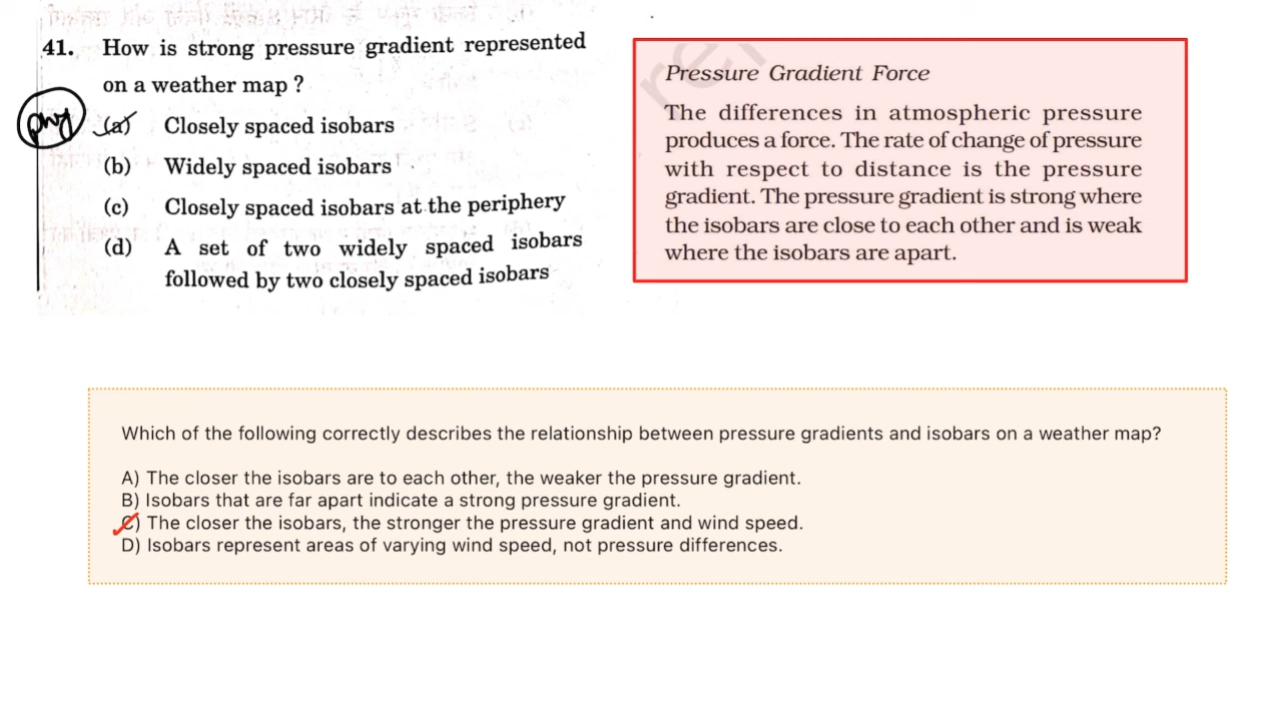 41. How is strong pressure gradient represented
on a weather map ?
phy
(a) Closely spaced isobars
(b) Widely spaced isobars
(c) Closely spaced isobars at the periphery
(d) A set of two widely spaced isobars
followed by two closely spaced isobars
Pressure Gradient Force
The differences in atmospheric pressure
produces a force. The rate of change of pressure
with respect to distance is the pressure
gradient. The pressure gradient is strong where
the isobars are close to each other and is weak
where the isobars are apart.
Which of the following correctly describes the relationship between pressure gradients and isobars on a weather map?
A) The closer the isobars are to each other, the weaker the pressure gradient.
B) Isobars that are far apart indicate a strong pressure gradient.
C) The closer the isobars, the stronger the pressure gradient and wind speed.
D) Isobars represent areas of varying wind speed, not pressure differences.